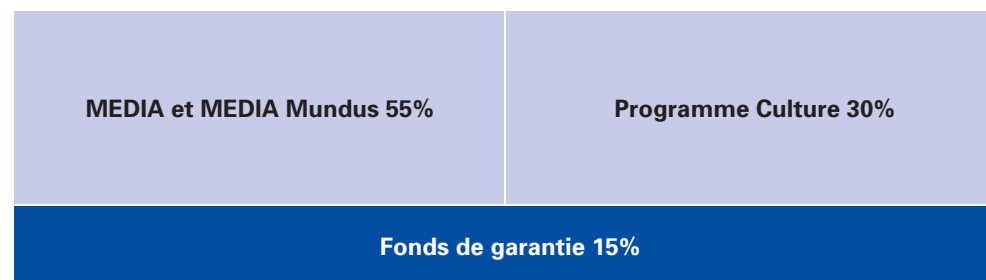 MEDIA et MEDIA Mundus 55%
Programme Culture 30%
Fonds de garantie 15%